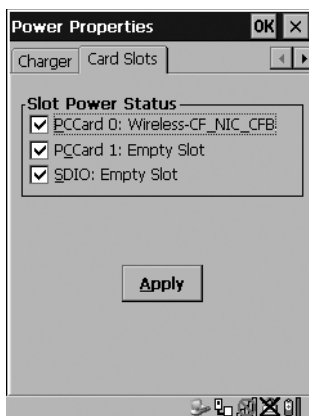 Power Properties OK ×
Charger Card Slots
Slot Power Status
PCCard 0: Wireless-CF_NIC_CFB
PCCard 1: Empty Slot
SDIO: Empty Slot
Apply